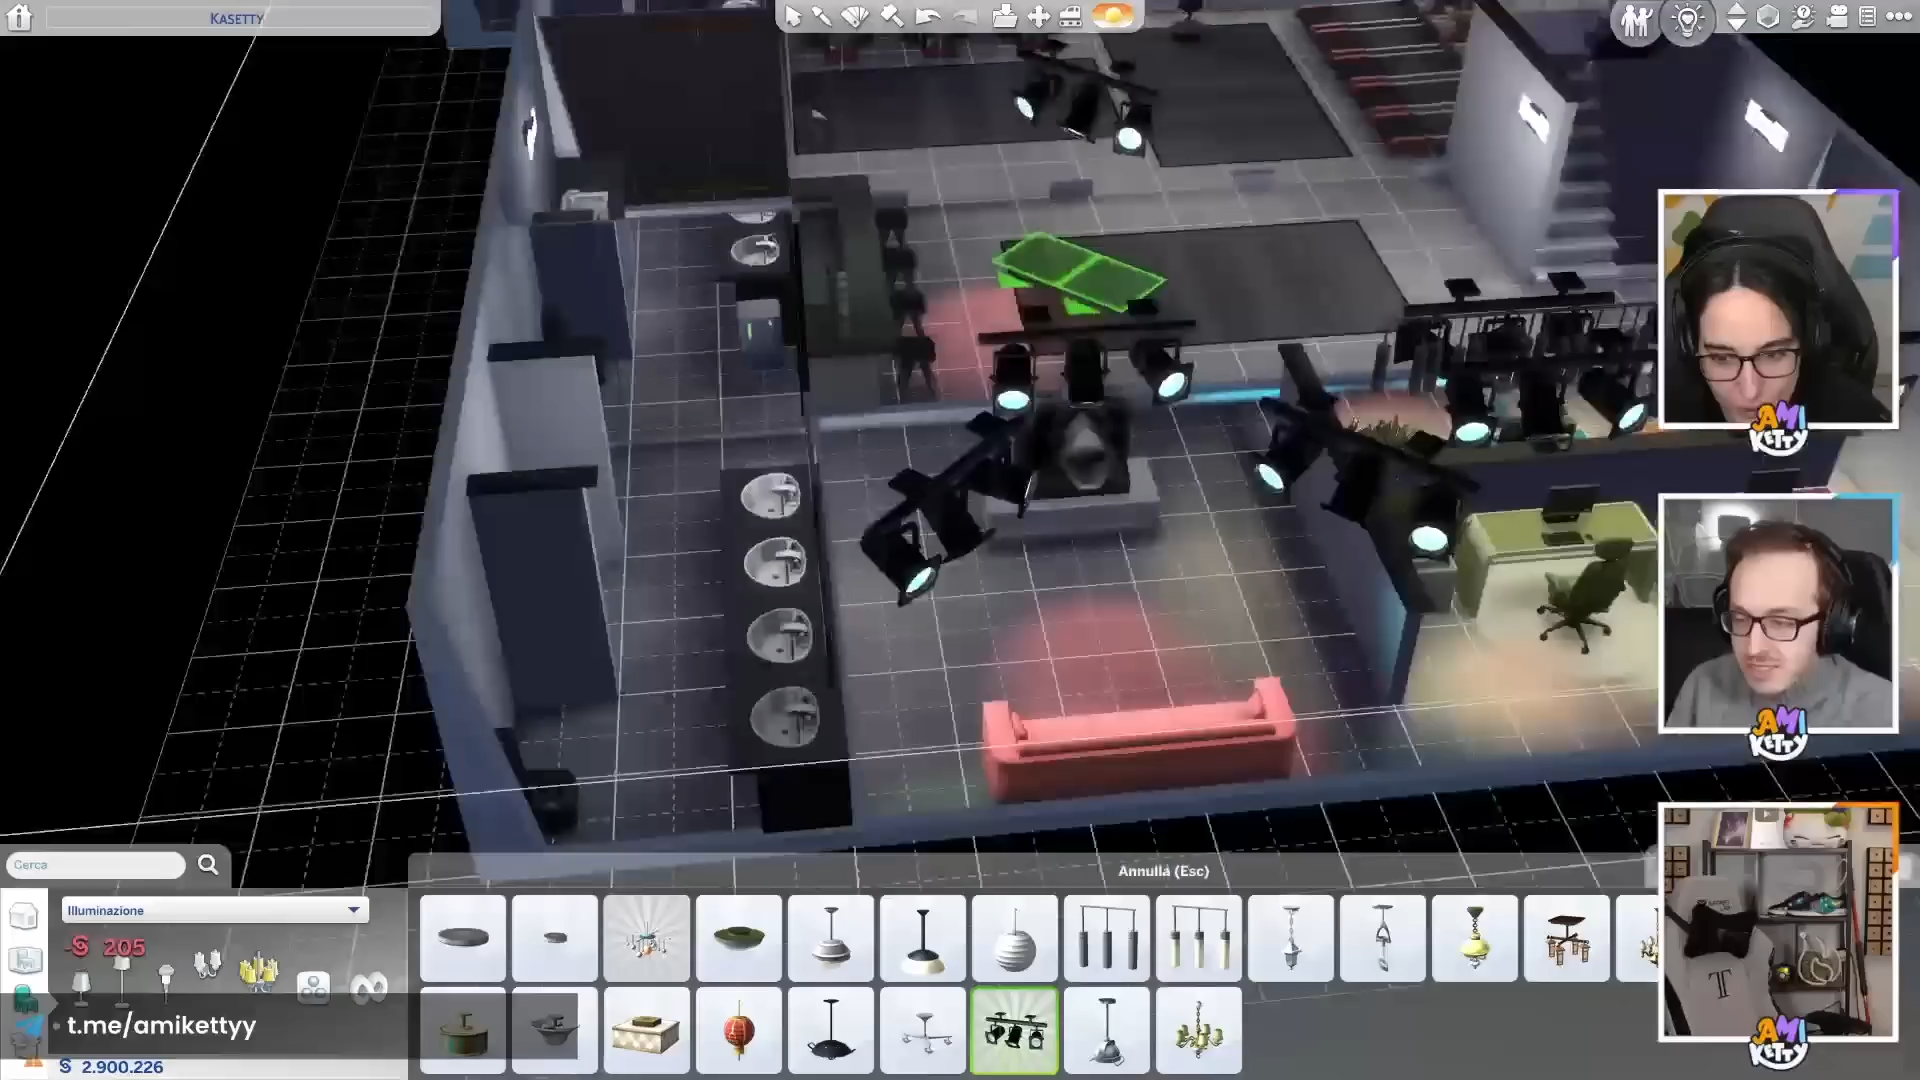 KASETTY
AMI
KETTY
AMI
KETTY
Cerca
Annulla (Esc)
Illuminazione
-§ 205
T
t.me/amikettyy
AMI
KETTY
§ 2.900.226